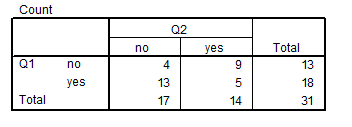 Count
Q2
no yes Total
Q1 no 4 9 13
yes 13 5 18
Total 17 14 31